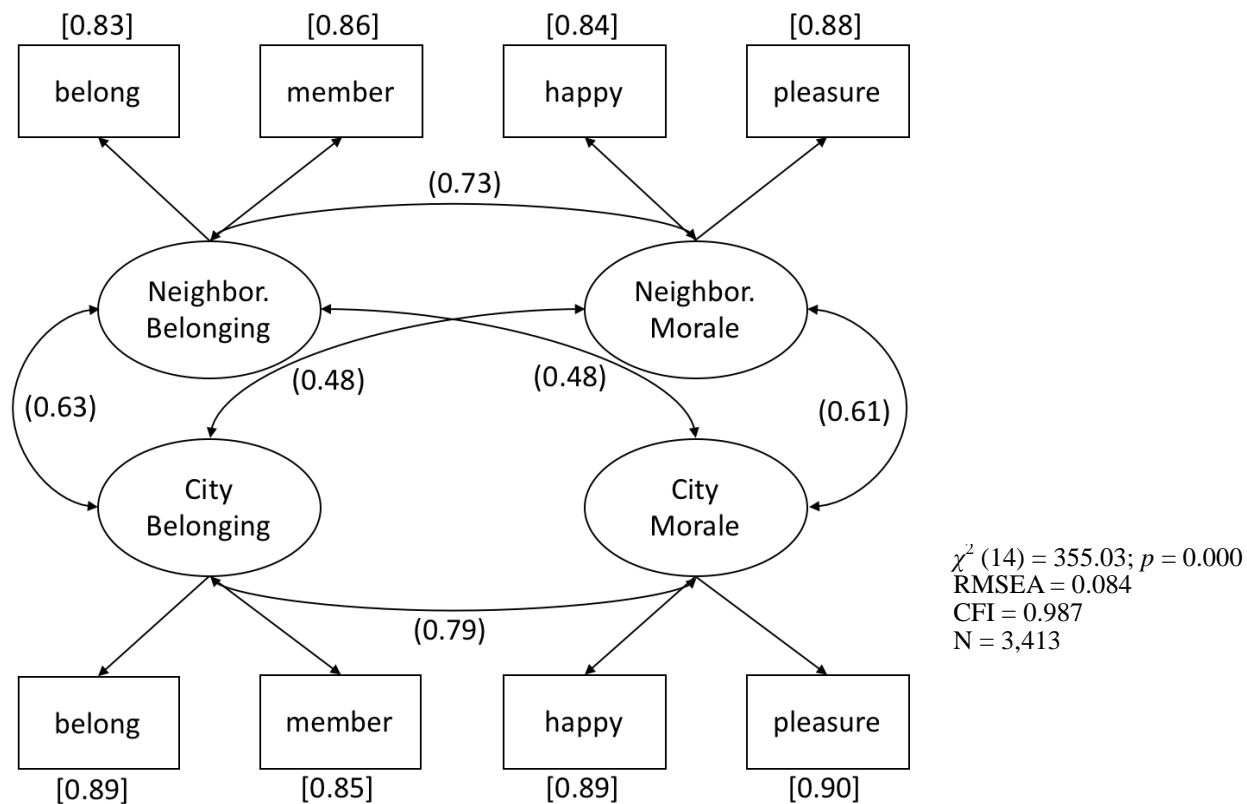 [0.83] [0.86] [0.84] [0.88]
belong member happy pleasure
(0.73)
Neighbor.
Belonging
Neighbor.
Morale
(0.48) (0.48)
(0.63) (0.61)
City
Belonging
City
Morale
χ² (14) = 355.03; p = 0.000
RMSEA = 0.084
CFI = 0.987
N = 3,413
(0.79)
belong member happy pleasure
[0.89] [0.85] [0.89] [0.90]